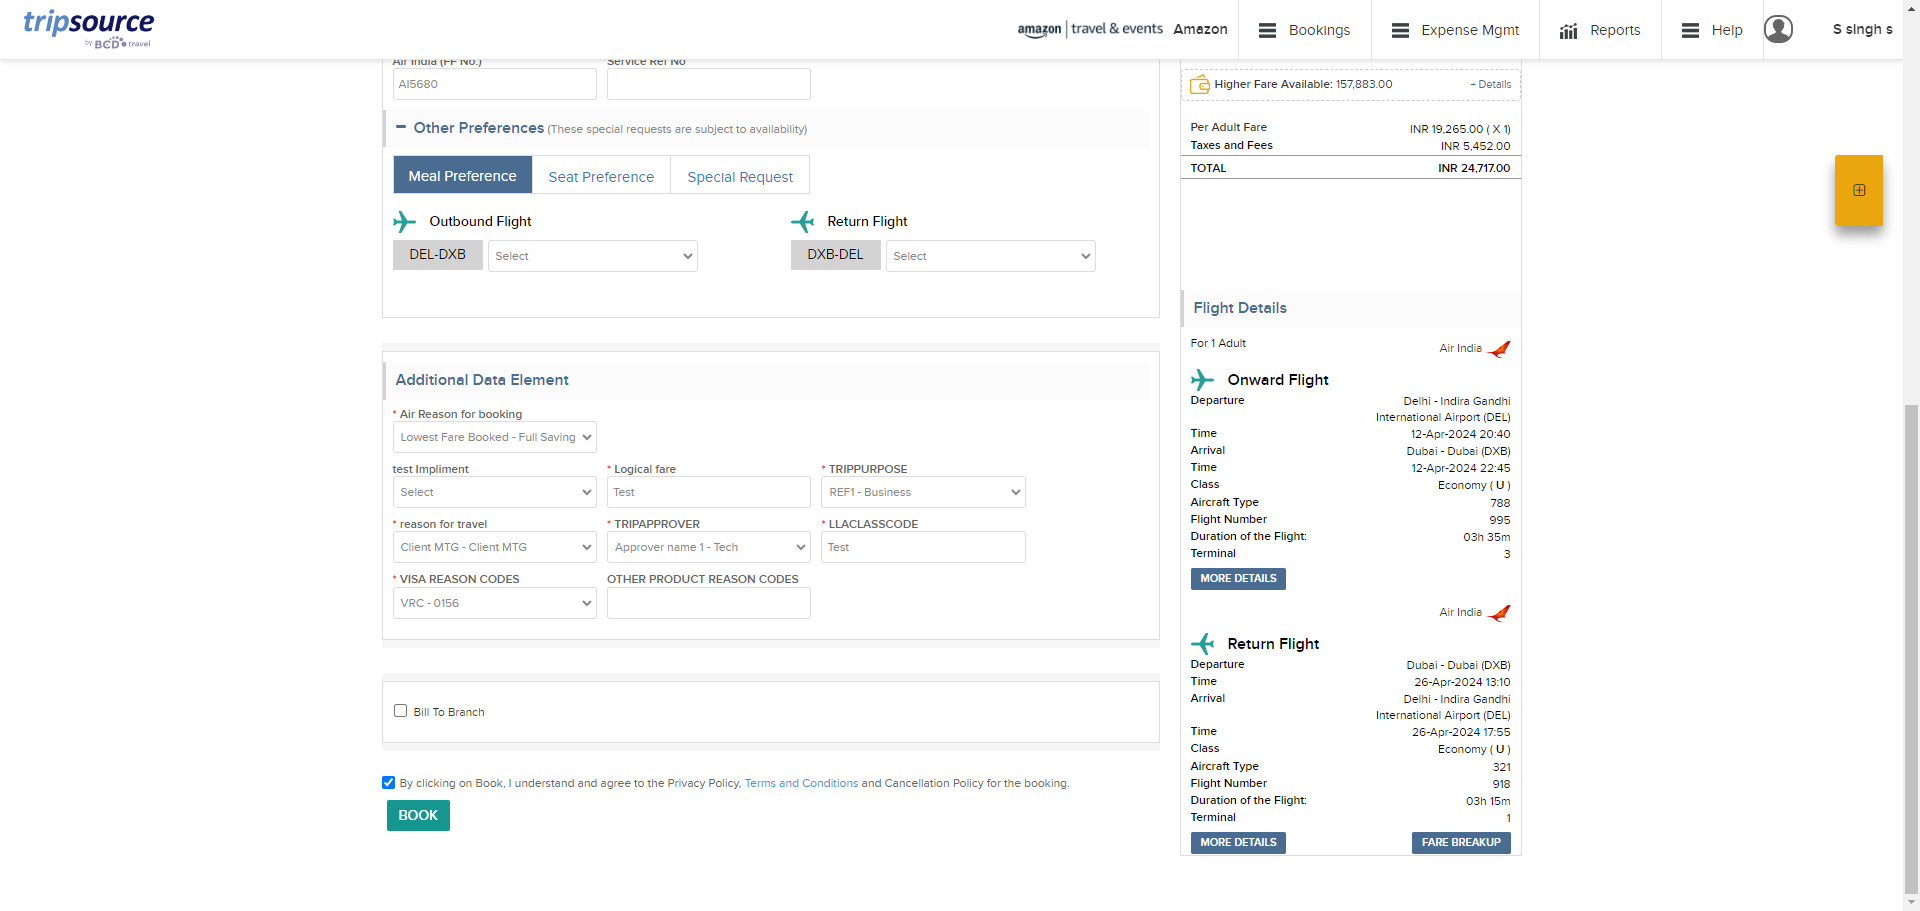 tripsource
by BCD travel
amazon | travel & events Amazon
Bookings
Expense Mgmt
Reports
Help
S singh s
Air India (FF No.)
Service Ref No
AI5680
Other Preferences (These special requests are subject to availability)
Meal Preference
Seat Preference
Special Request
Outbound Flight
Return Flight
DEL-DXB
Select
DXB-DEL
Select
Additional Data Element
* Air Reason for booking
Lowest Fare Booked - Full Saving
test Impliment
* Logical fare
* TRIPPURPOSE
Select
Test
REF1 - Business
* reason for travel
* TRIPAPPROVER
* LLACLASSCODE
Client MTG - Client MTG
Approver name 1 - Tech
Test
* VISA REASON CODES
OTHER PRODUCT REASON CODES
VRC - 0156
Bill To Branch
By clicking on Book, I understand and agree to the Privacy Policy, Terms and Conditions and Cancellation Policy for the booking.
BOOK
Higher Fare Available: 157,883.00
+ Details
Per Adult Fare INR 19,265.00 ( X 1)
Taxes and Fees INR 5,452.00
TOTAL INR 24,717.00
Flight Details
For 1 Adult
Air India
Onward Flight
Departure Delhi - Indira Gandhi
International Airport (DEL)
Time 12-Apr-2024 20:40
Arrival Dubai - Dubai (DXB)
Time 12-Apr-2024 22:45
Class Economy ( U )
Aircraft Type 788
Flight Number 995
Duration of the Flight: 03h 35m
Terminal 3
MORE DETAILS
Air India
Return Flight
Departure Dubai - Dubai (DXB)
Time 26-Apr-2024 13:10
Arrival Delhi - Indira Gandhi
International Airport (DEL)
Time 26-Apr-2024 17:55
Class Economy ( U )
Aircraft Type 321
Flight Number 918
Duration of the Flight: 03h 15m
Terminal 1
MORE DETAILS
FARE BREAKUP